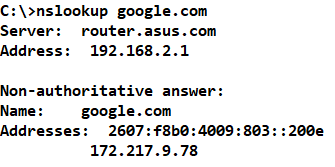 C:\>nslookup google.com
Server:  router.asus.com
Address:  192.168.2.1

Non-authoritative answer:
Name:    google.com
Addresses:  2607:f8b0:4009:803::200e
          172.217.9.78